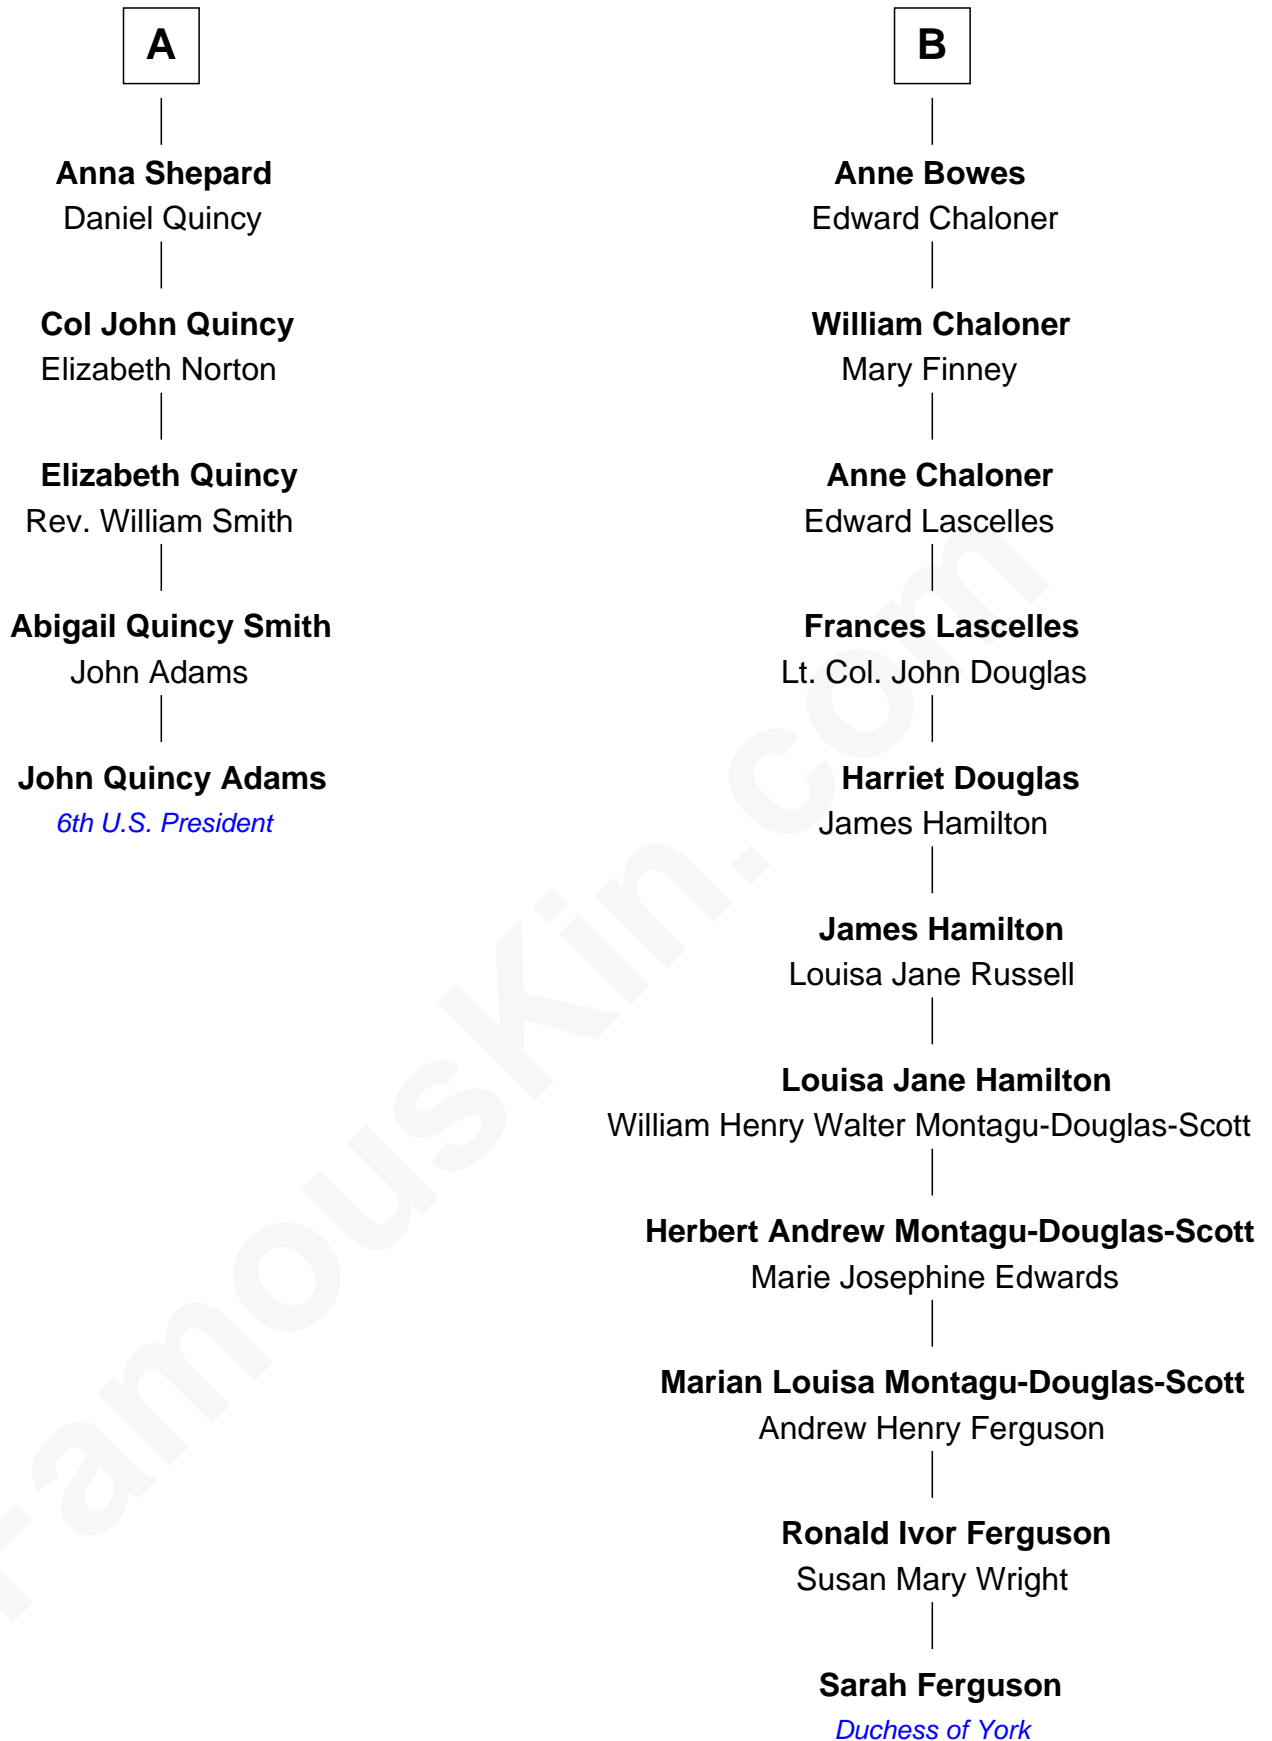 A
Anna Shepard
Daniel Quincy
Col John Quincy
Elizabeth Norton
Elizabeth Quincy
Rev. William Smith
Abigail Quincy Smith
John Adams
John Quincy Adams
6th U.S. President
B
Anne Bowes
Edward Chaloner
William Chaloner
Mary Finney
Anne Chaloner
Edward Lascelles
Frances Lascelles
Lt. Col. John Douglas
Harriet Douglas
James Hamilton
James Hamilton
Louisa Jane Russell
Louisa Jane Hamilton
William Henry Walter Montagu-Douglas-Scott
Herbert Andrew Montagu-Douglas-Scott
Marie Josephine Edwards
Marian Louisa Montagu-Douglas-Scott
Andrew Henry Ferguson
Ronald Ivor Ferguson
Susan Mary Wright
Sarah Ferguson
Duchess of York
FamousKin.com